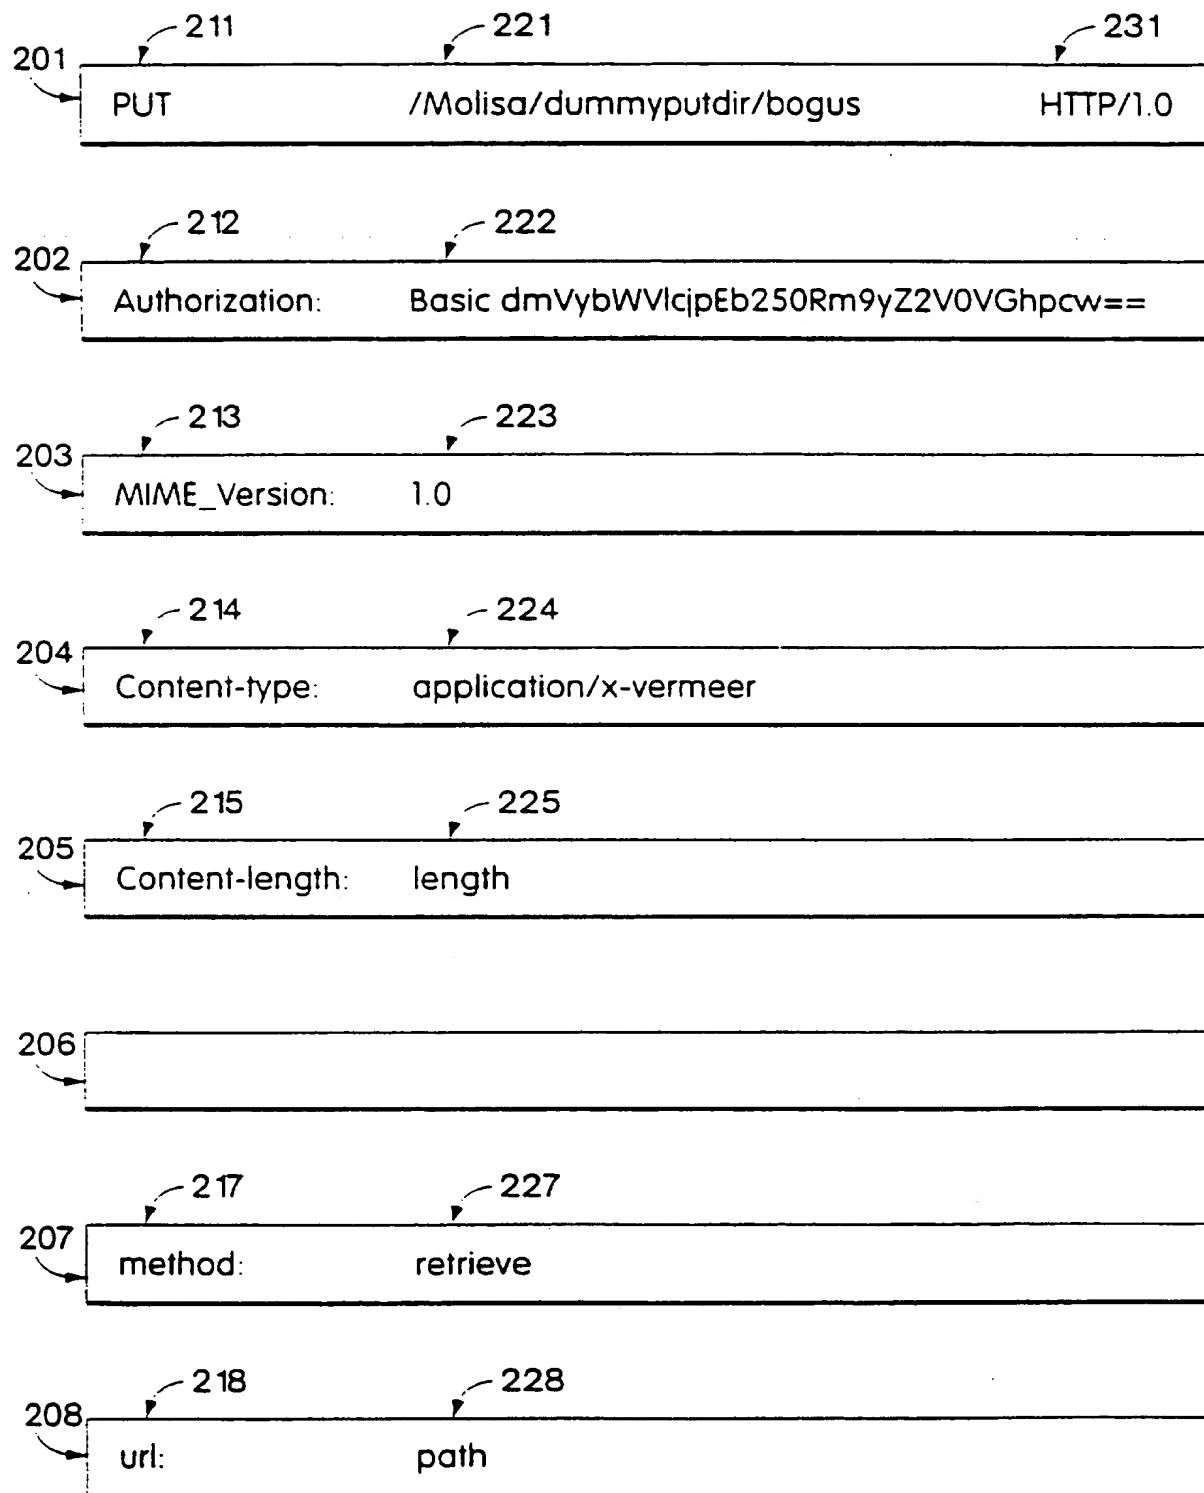 211 221 231
201
PUT /Molisa/dummyputdir/bogus HTTP/1.0
212 222
202
Authorization: Basic dmVybWVlcjpEb250Rm9yZ2V0VGhpcw==
213 223
203
MIME_Version: 1.0
214 224
204
Content-type: application/x-vermeer
215 225
205
Content-length: length
206
217 227
207
method: retrieve
218 228
208
url: path